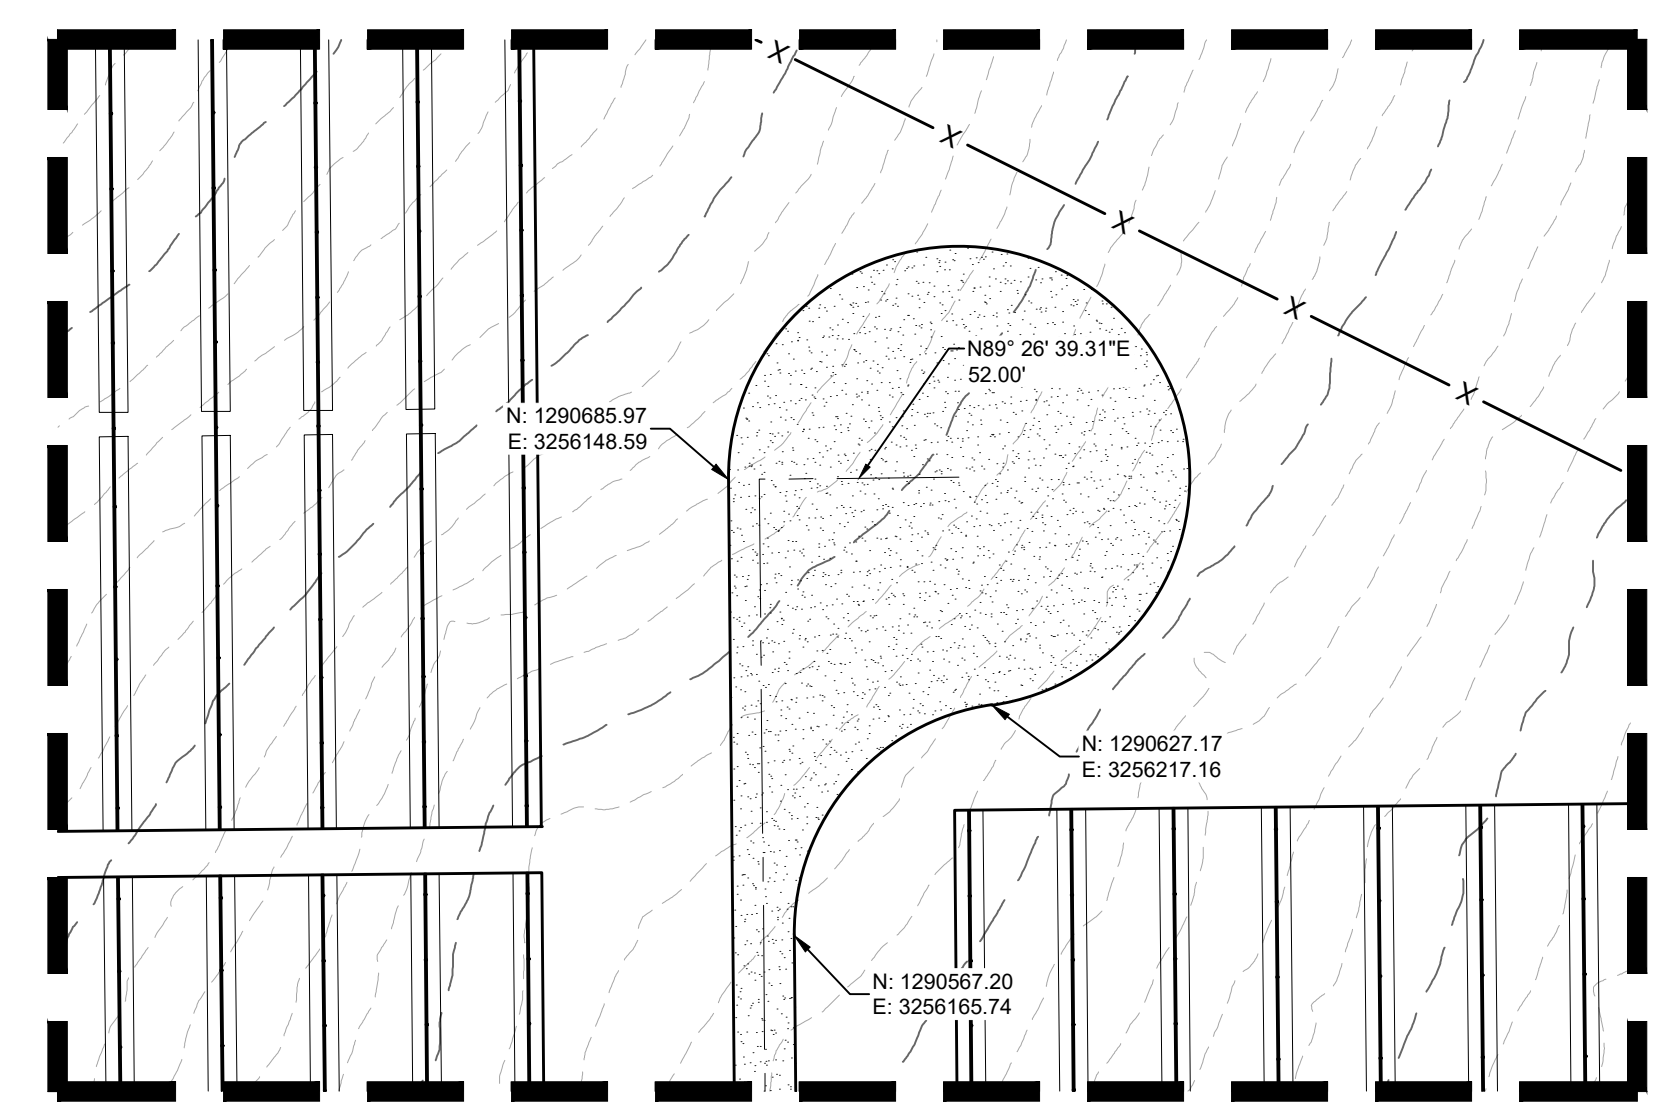 X
X
X
X
N89° 26' 39.31"E
52.00'
X
N: 1290685.97
E: 3256148.59
N: 1290627.17
E: 3256217.16
N: 1290567.20
E: 3256165.74